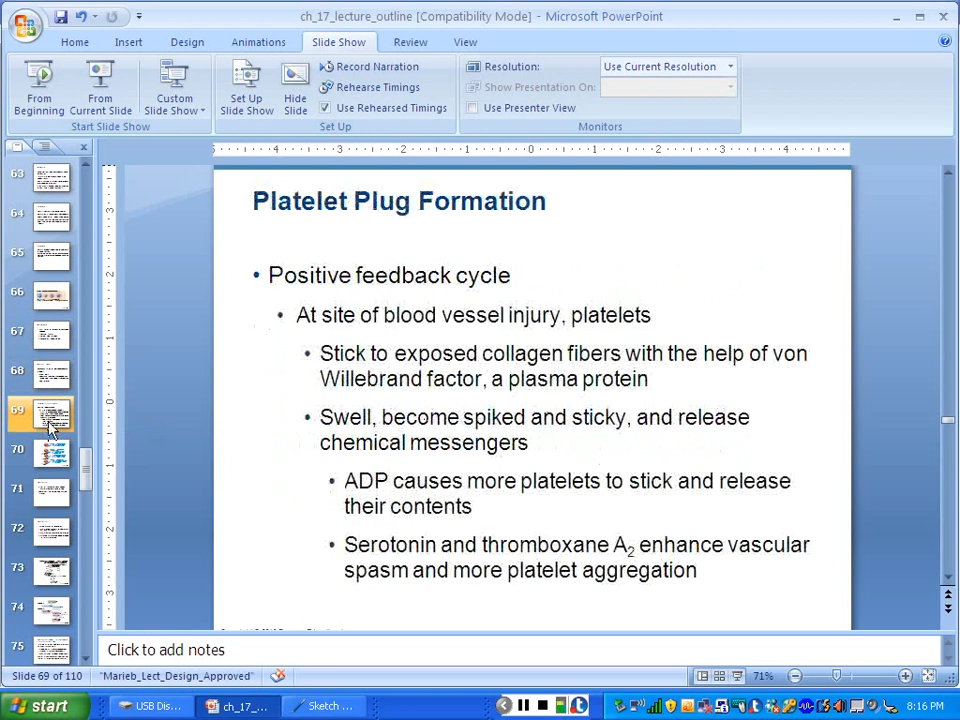 ch_17_lecture_outline [Compatibility Mode] - Microsoft PowerPoint
Home Insert Design Animations Slide Show Review View
From Beginning
From Current Slide
Custom Slide Show
Start Slide Show
Set Up Slide Show
Hide Slide
Record Narration
Rehearse Timings
Use Rehearsed Timings
Set Up
Resolution: Use Current Resolution
Show Presentation On:
Use Presenter View
Monitors
63
64
65
66
67
68
69
70
71
72
73
74
75
Platelet Plug Formation
• Positive feedback cycle
• At site of blood vessel injury, platelets
• Stick to exposed collagen fibers with the help of von
Willebrand factor, a plasma protein
• Swell, become spiked and sticky, and release
chemical messengers
• ADP causes more platelets to stick and release
their contents
• Serotonin and thromboxane A2 enhance vascular
spasm and more platelet aggregation
Click to add notes
Slide 69 of 110 "Marieb_Lect_Design_Approved" 71%
start USB Dis... ch_17_... Sketch ... 8:16 PM